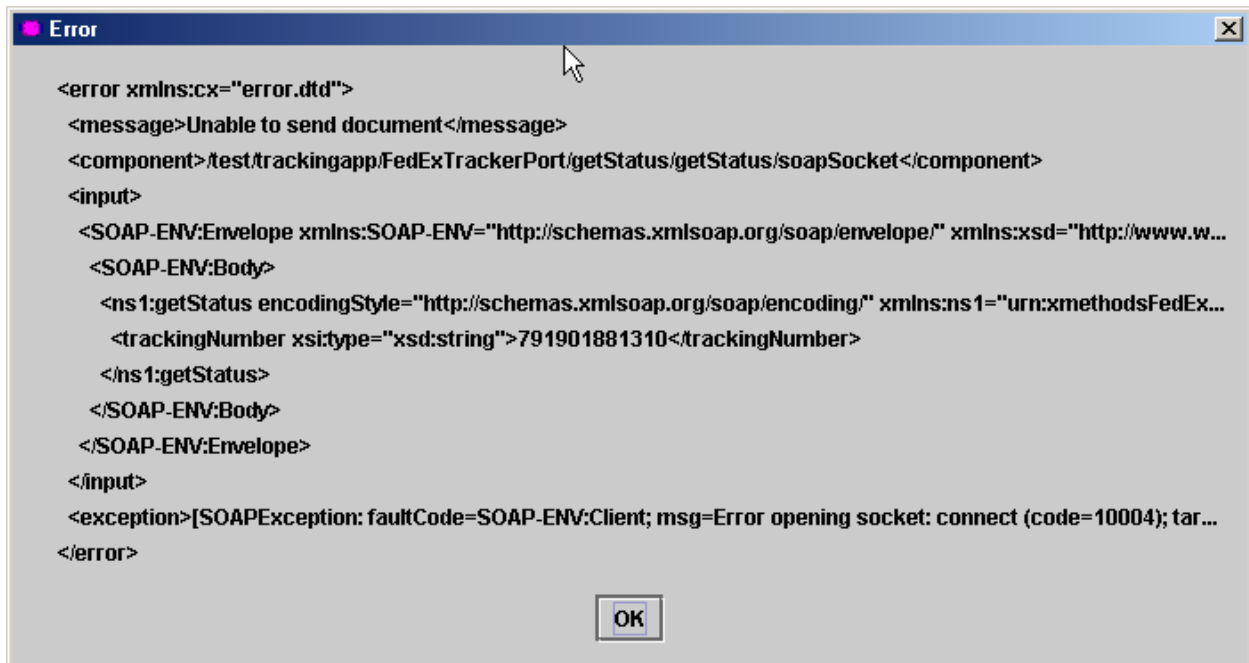 Error
<error xmlns:cx="error.dtd">
<message>Unable to send document</message>
<component>/test/trackingapp/FedExTrackerPort/getStatus/getStatus/soapSocket</component>
<input>
<SOAP-ENV:Envelope xmlns:SOAP-ENV="http://schemas.xmlsoap.org/soap/envelope/" xmlns:xsd="http://www.w...
<SOAP-ENV:Body>
<ns1:getStatus encodingStyle="http://schemas.xmlsoap.org/soap/encoding/" xmlns:ns1="urn:xmethodsFedEx...
<trackingNumber xsi:type="xsd:string">791901881310</trackingNumber>
</ns1:getStatus>
</SOAP-ENV:Body>
</SOAP-ENV:Envelope>
</input>
<exception>[SOAPException: faultCode=SOAP-ENV:Client; msg=Error opening socket: connect (code=10004); tar...
</error>
OK